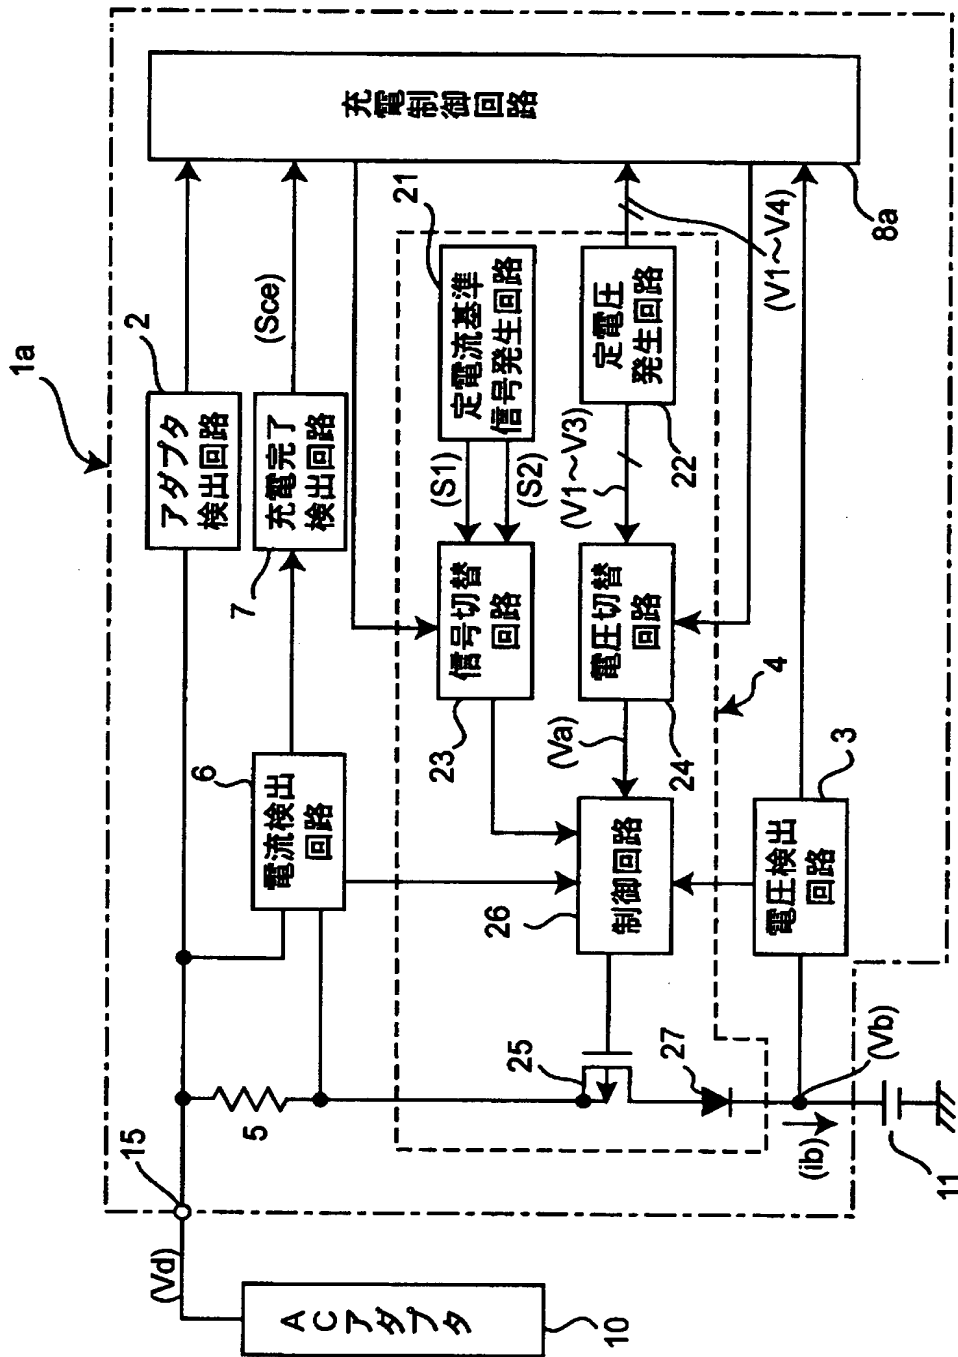 1a
ACアダプタ
10
(Vd)
15
5
アダプタ
検出回路
2
電流検出
回路
6
充電完了
検出回路
7
(Sce)
充電制御回路
8a
定電流基準
信号発生回路
21
(S1)
(S2)
信号切替
回路
23
定電圧
発生回路
22
(V1~V3)
(V1~V4)
電圧切替
回路
24
(Va)
制御回路
26
25
27
4
電圧検出
回路
3
(Vb)
(ib)
11